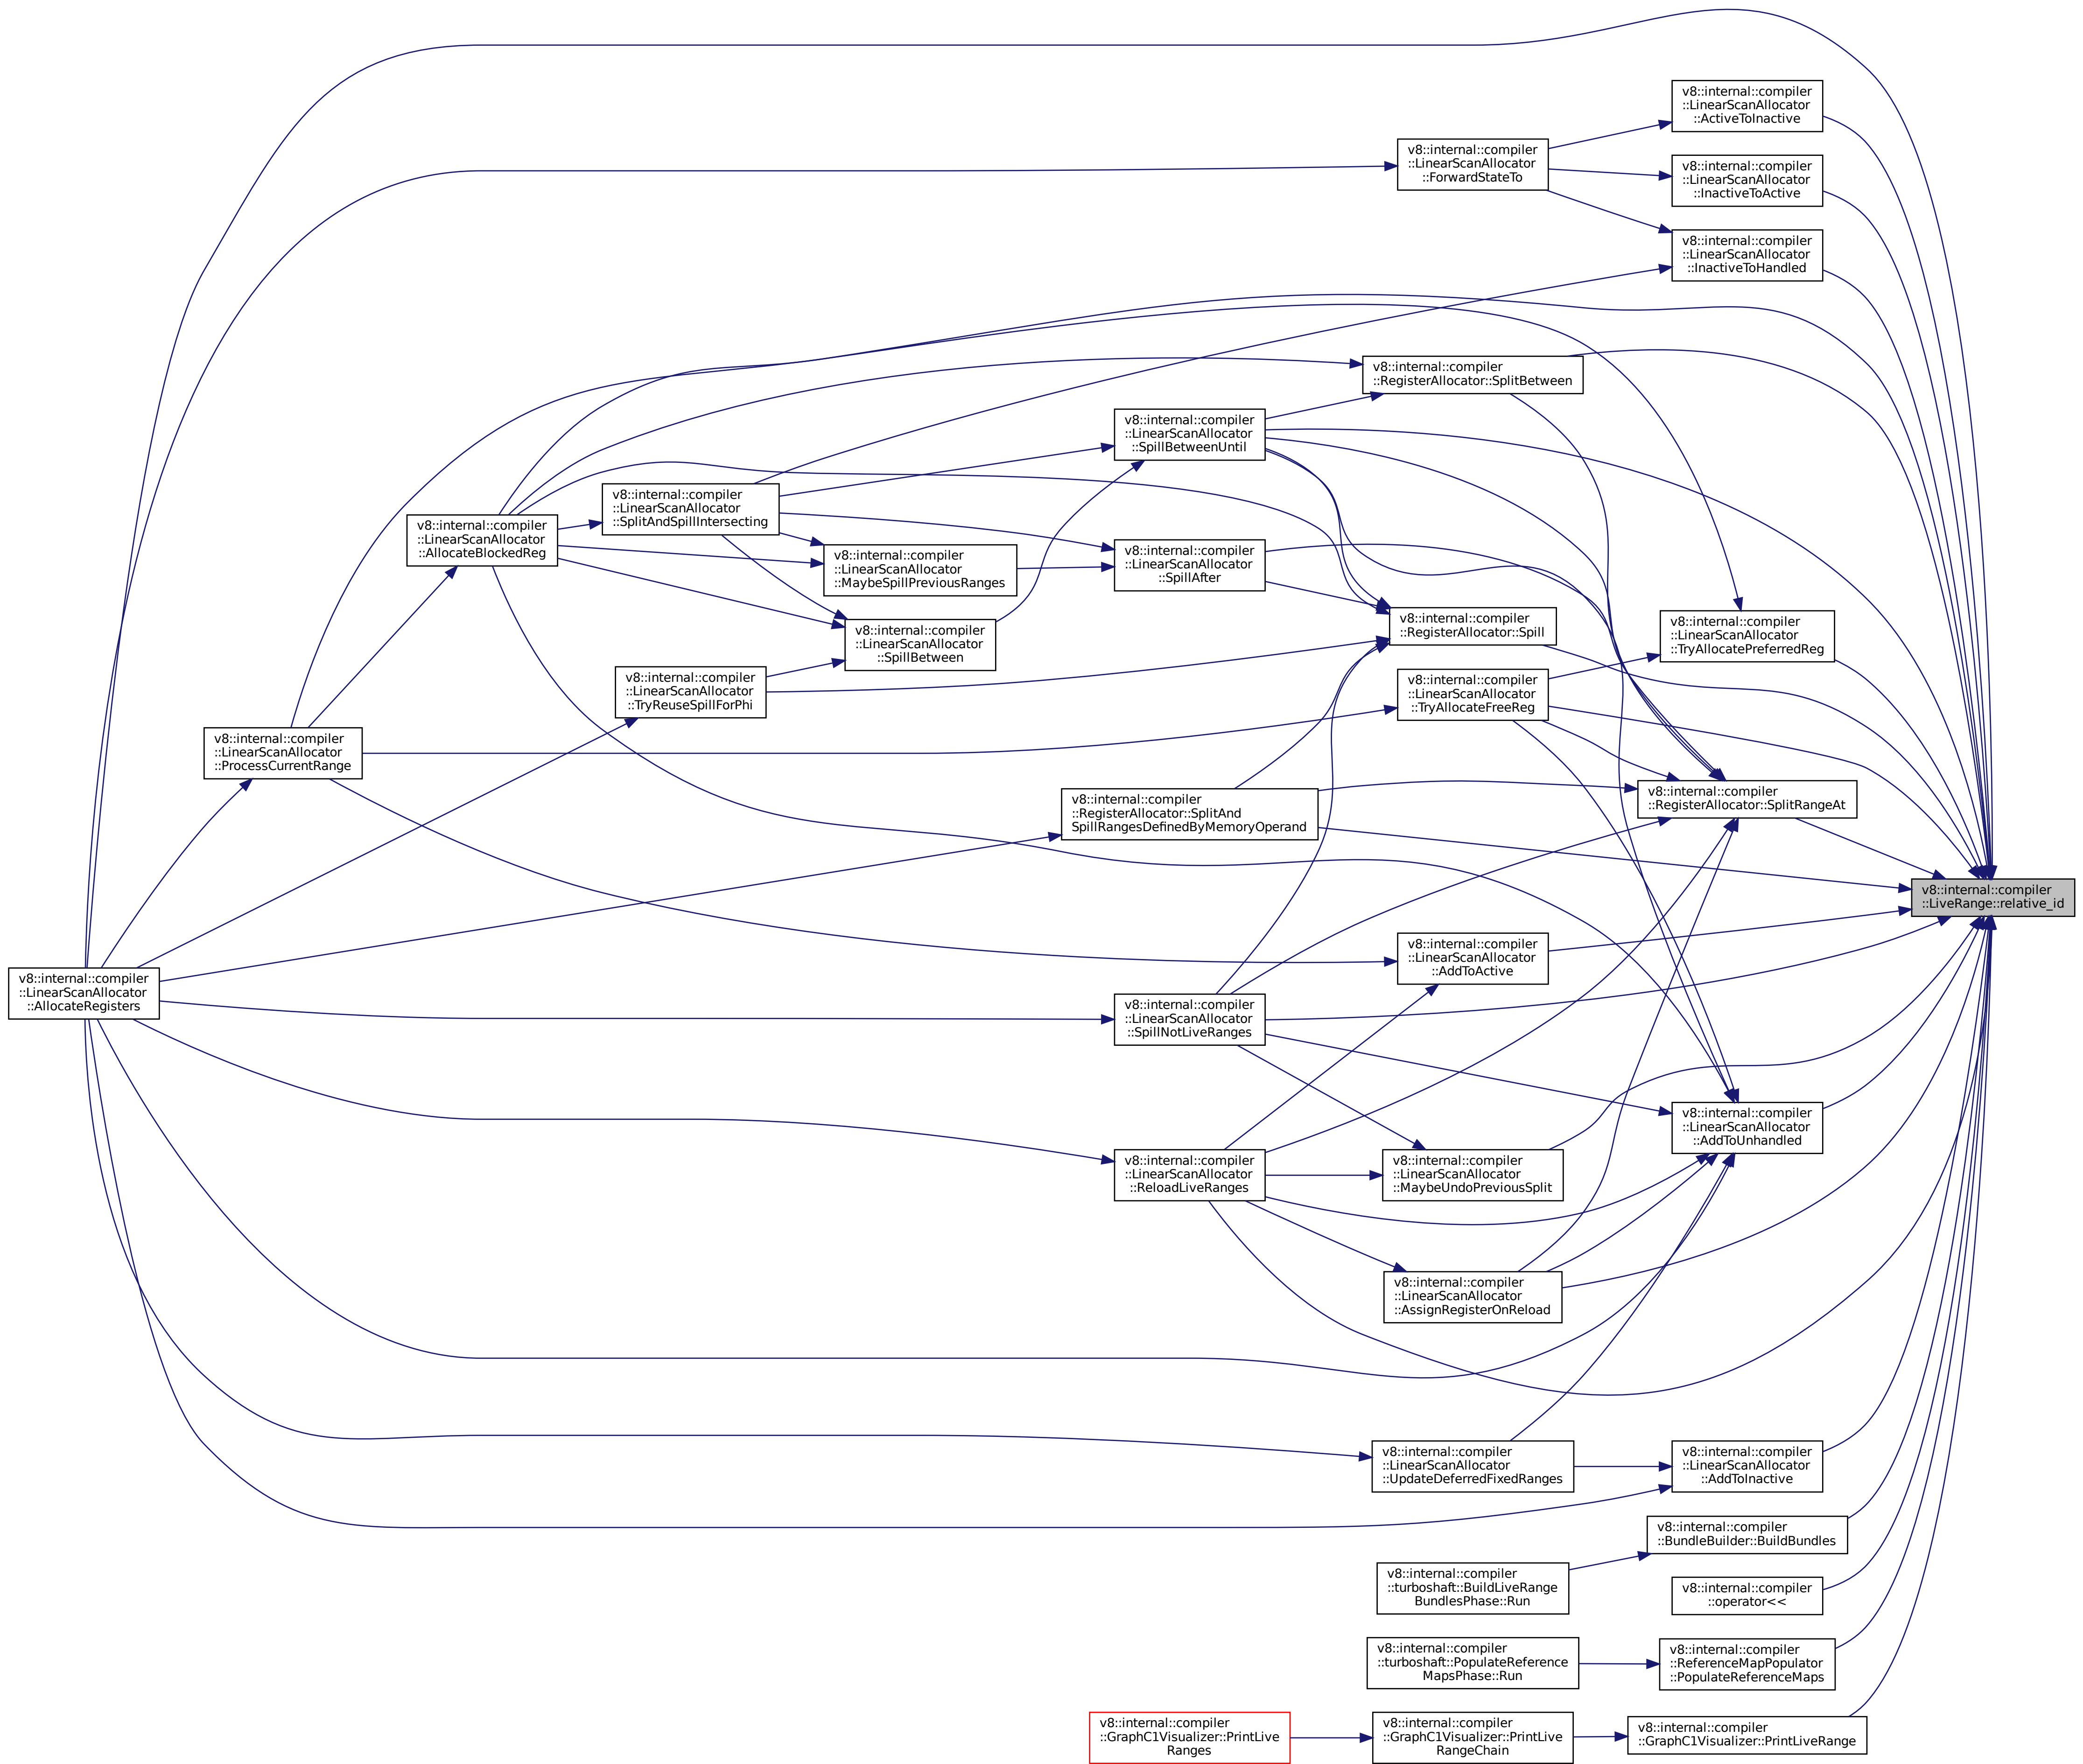 v8::internal::compiler
::LinearScanAllocator
::ActiveToInactive
v8::internal::compiler
::LinearScanAllocator
::ForwardStateTo
v8::internal::compiler
::LinearScanAllocator
::InactiveToActive
v8::internal::compiler
::LinearScanAllocator
::InactiveToHandled
v8::internal::compiler
::RegisterAllocator::SplitBetween
v8::internal::compiler
::LinearScanAllocator
::SpillBetweenUntil
v8::internal::compiler
::LinearScanAllocator
::SplitAndSpillIntersecting
v8::internal::compiler
::LinearScanAllocator
::AllocateBlockedReg
v8::internal::compiler
::LinearScanAllocator
::MaybeSpillPreviousRanges
v8::internal::compiler
::LinearScanAllocator
::SpillAfter
v8::internal::compiler
::RegisterAllocator::Spill
v8::internal::compiler
::LinearScanAllocator
::TryAllocatePreferredReg
v8::internal::compiler
::LinearScanAllocator
::SpillBetween
v8::internal::compiler
::LinearScanAllocator
::TryReuseSpillForPhi
v8::internal::compiler
::LinearScanAllocator
::TryAllocateFreeReg
v8::internal::compiler
::LinearScanAllocator
::ProcessCurrentRange
v8::internal::compiler
::RegisterAllocator::SplitRangeAt
v8::internal::compiler
::RegisterAllocator::SplitAnd
SpillRangesDefinedByMemoryOperand
v8::internal::compiler
::LiveRange::relative_id
v8::internal::compiler
::LinearScanAllocator
::AddToActive
v8::internal::compiler
::LinearScanAllocator
::AllocateRegisters
v8::internal::compiler
::LinearScanAllocator
::SpillNotLiveRanges
v8::internal::compiler
::LinearScanAllocator
::AddToUnhandled
v8::internal::compiler
::LinearScanAllocator
::ReloadLiveRanges
v8::internal::compiler
::LinearScanAllocator
::MaybeUndoPreviousSplit
v8::internal::compiler
::LinearScanAllocator
::AssignRegisterOnReload
v8::internal::compiler
::LinearScanAllocator
::UpdateDeferredFixedRanges
v8::internal::compiler
::LinearScanAllocator
::AddToInactive
v8::internal::compiler
::BundleBuilder::BuildBundles
v8::internal::compiler
::turboshaft::BuildLiveRange
BundlesPhase::Run
v8::internal::compiler
::operator<<
v8::internal::compiler
::turboshaft::PopulateReference
MapsPhase::Run
v8::internal::compiler
::ReferenceMapPopulator
::PopulateReferenceMaps
v8::internal::compiler
::GraphC1Visualizer::PrintLive
Ranges
v8::internal::compiler
::GraphC1Visualizer::PrintLive
RangeChain
v8::internal::compiler
::GraphC1Visualizer::PrintLiveRange